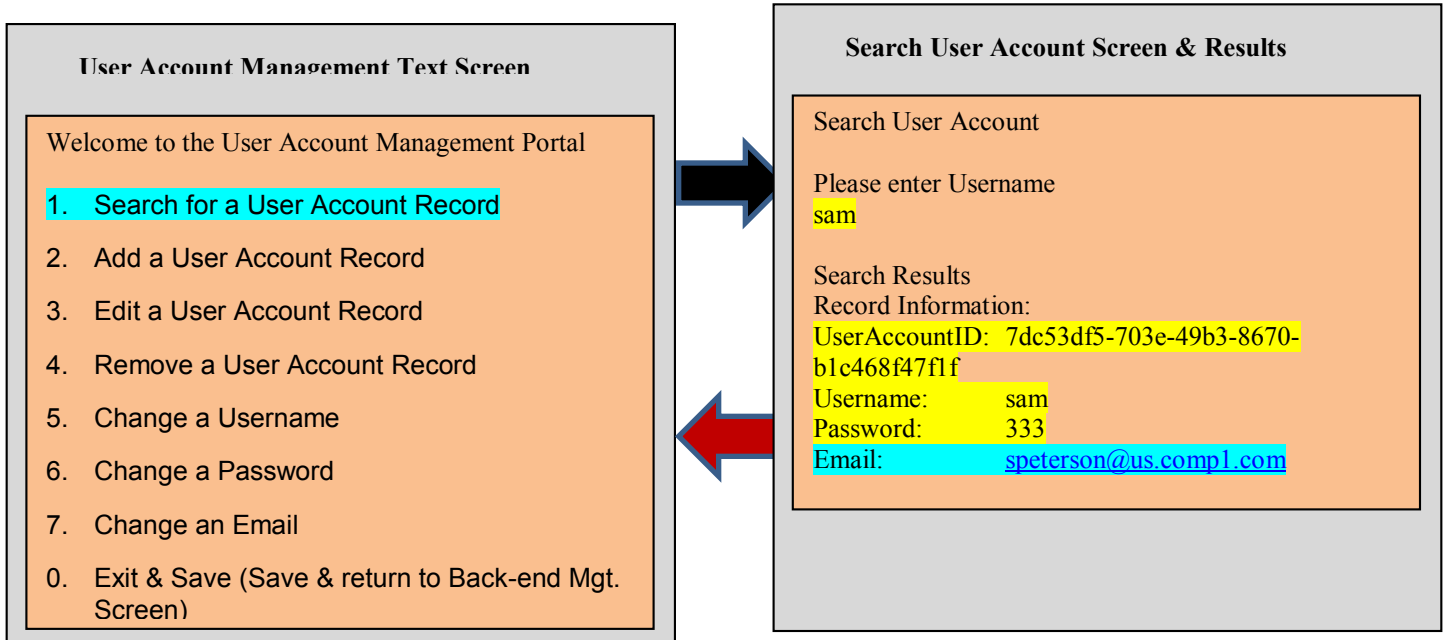 User Account Management Text Screen
Welcome to the User Account Management Portal
1. Search for a User Account Record
2. Add a User Account Record
3. Edit a User Account Record
4. Remove a User Account Record
5. Change a Username
6. Change a Password
7. Change an Email
0. Exit & Save (Save & return to Back-end Mgt.
Screen)
Search User Account Screen & Results
Search User Account
Please enter Username
sam
Search Results
Record Information:
UserAccountID: 7dc53df5-703e-49b3-8670-
b1c468f47f1f
Username: sam
Password: 333
Email: speterson@us.comp1.com